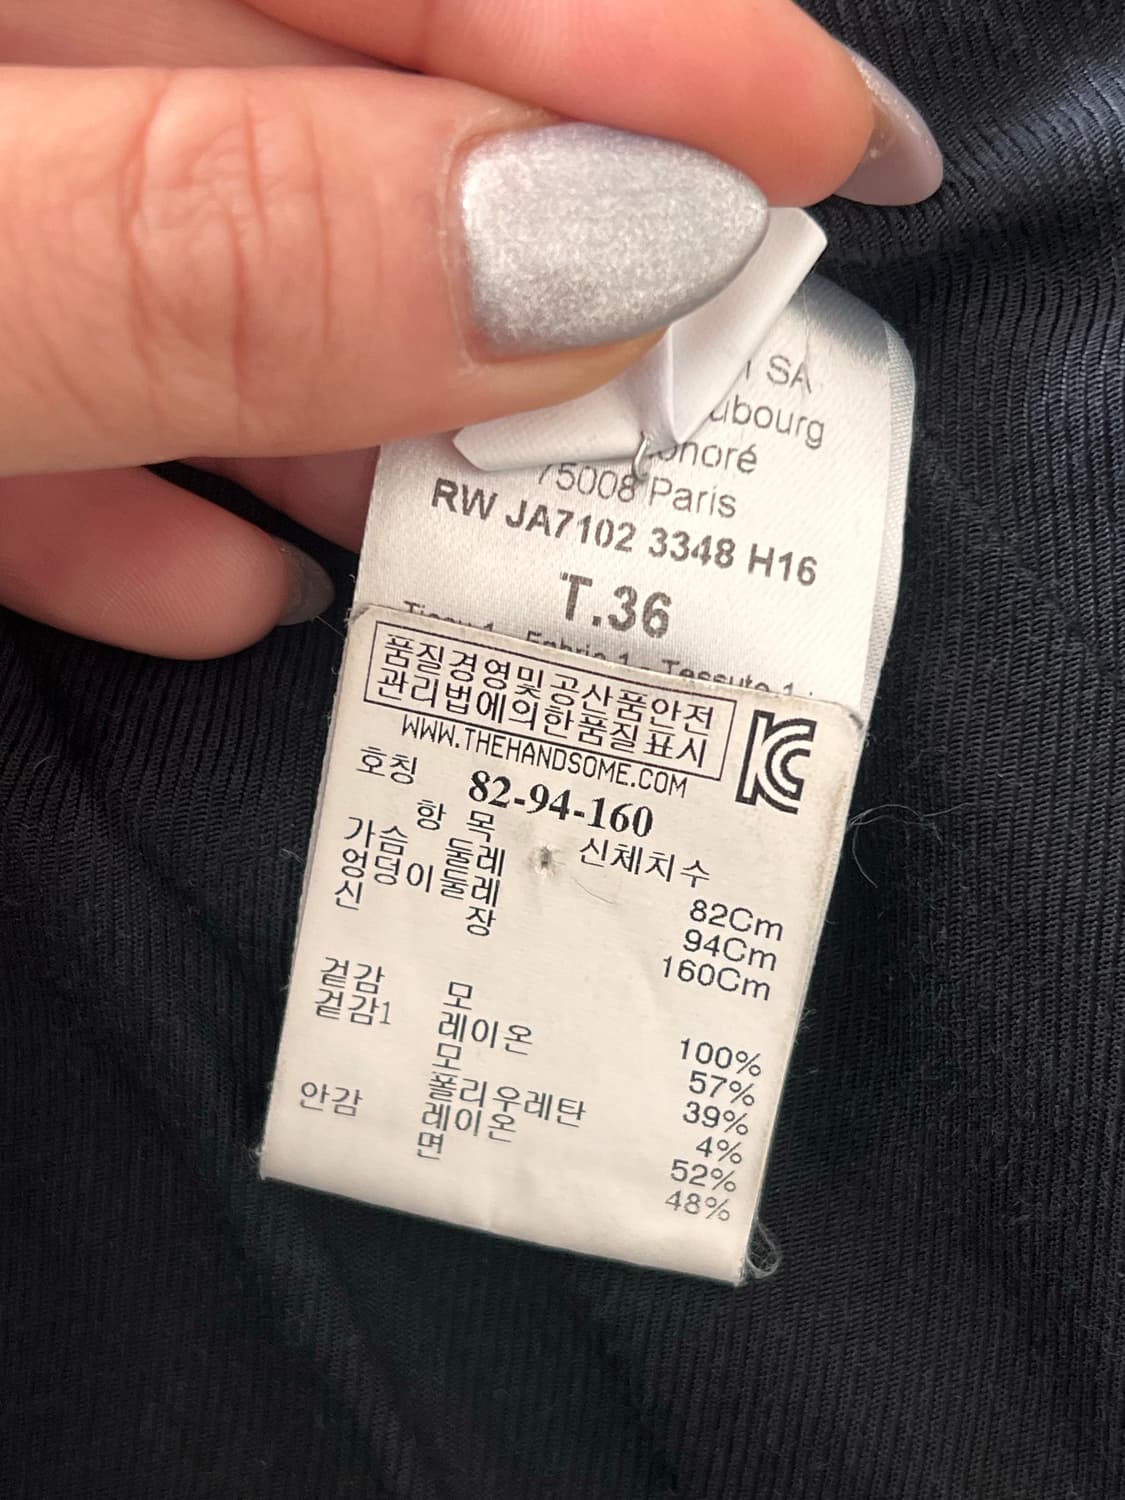 SA
onoré
75008 Paris
RW JA7102 3348 H16
T.36
품질경영및공산품안전
관리법에의한품질표시
WWW.THEHANDSOME.COM
호칭 82-94-160
항 목 신체치수
가슴 둘레 82Cm
엉덩이둘레 94Cm
신 장 160Cm
겉감 모 100%
겉감1 레이온 57%
모 39%
폴리우레탄 4%
안감 레이온 52%
면 48%